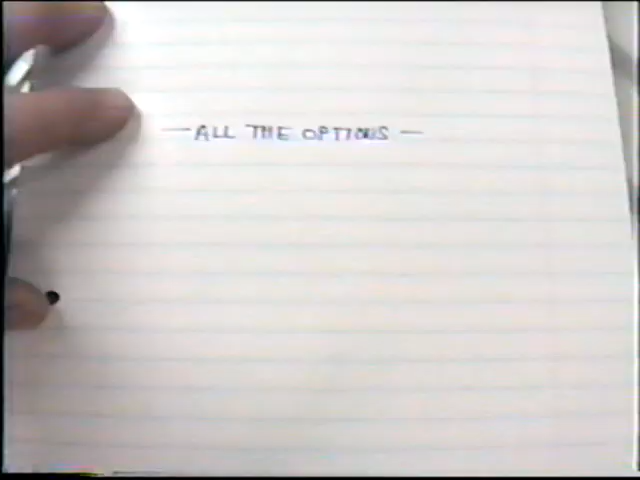 — ALL THE OPTIONS —